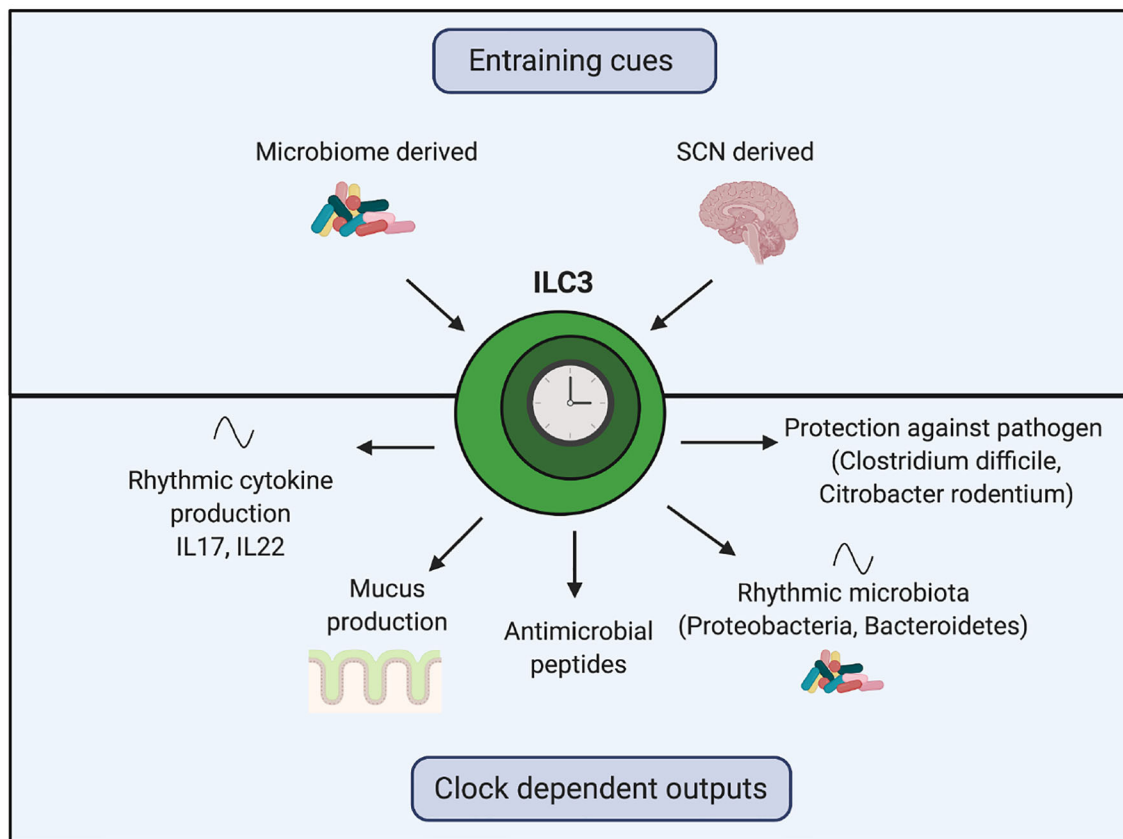 Entraining cues
Microbiome derived
SCN derived
ILC3
Rhythmic cytokine
production
IL17, IL22
Protection against pathogen
(Clostridium difficile,
Citrobacter rodentium)
Mucus
production
Antimicrobial
peptides
Rhythmic microbiota
(Proteobacteria, Bacteroidetes)
Clock dependent outputs